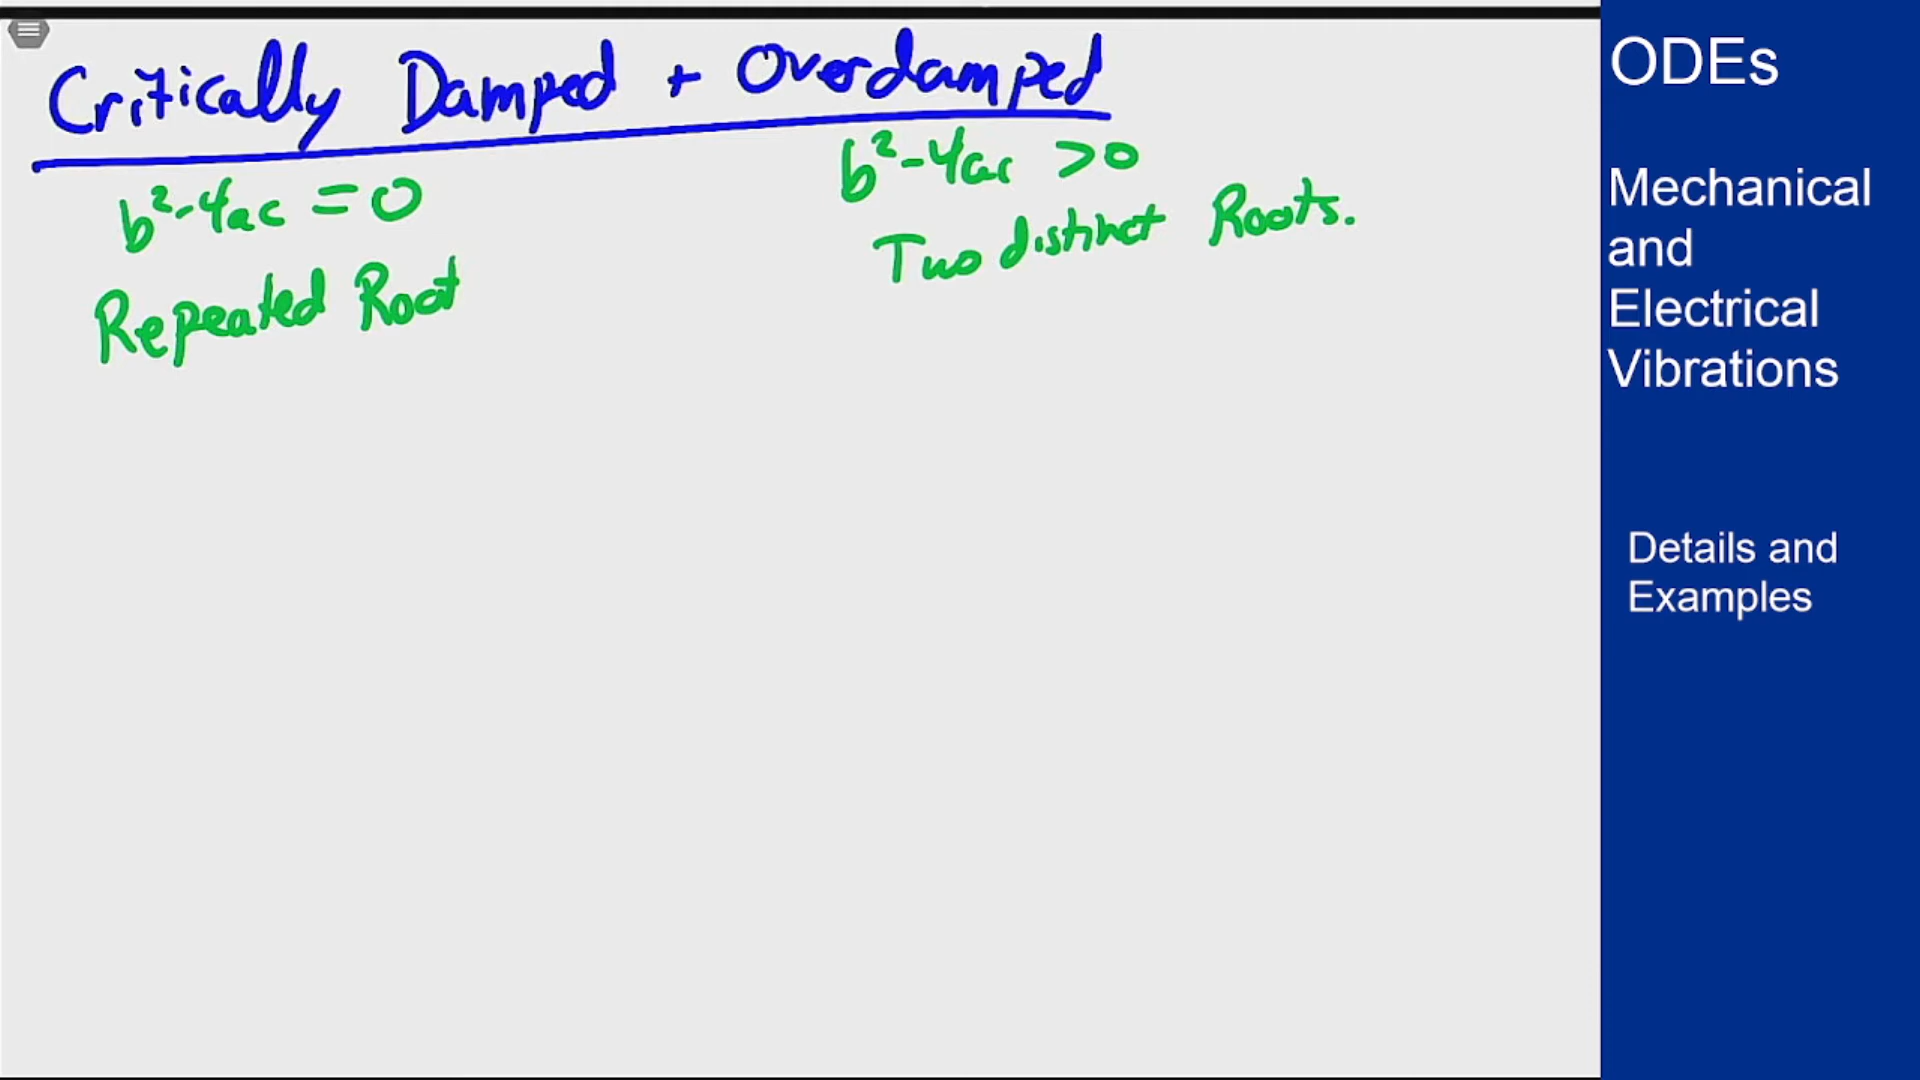 Critically Damped + Overdamped
b²-4ac = 0
Repeated Root
b²-4ac >0
Two distinct Roots.
ODEs
Mechanical
and
Electrical
Vibrations
Details and
Examples